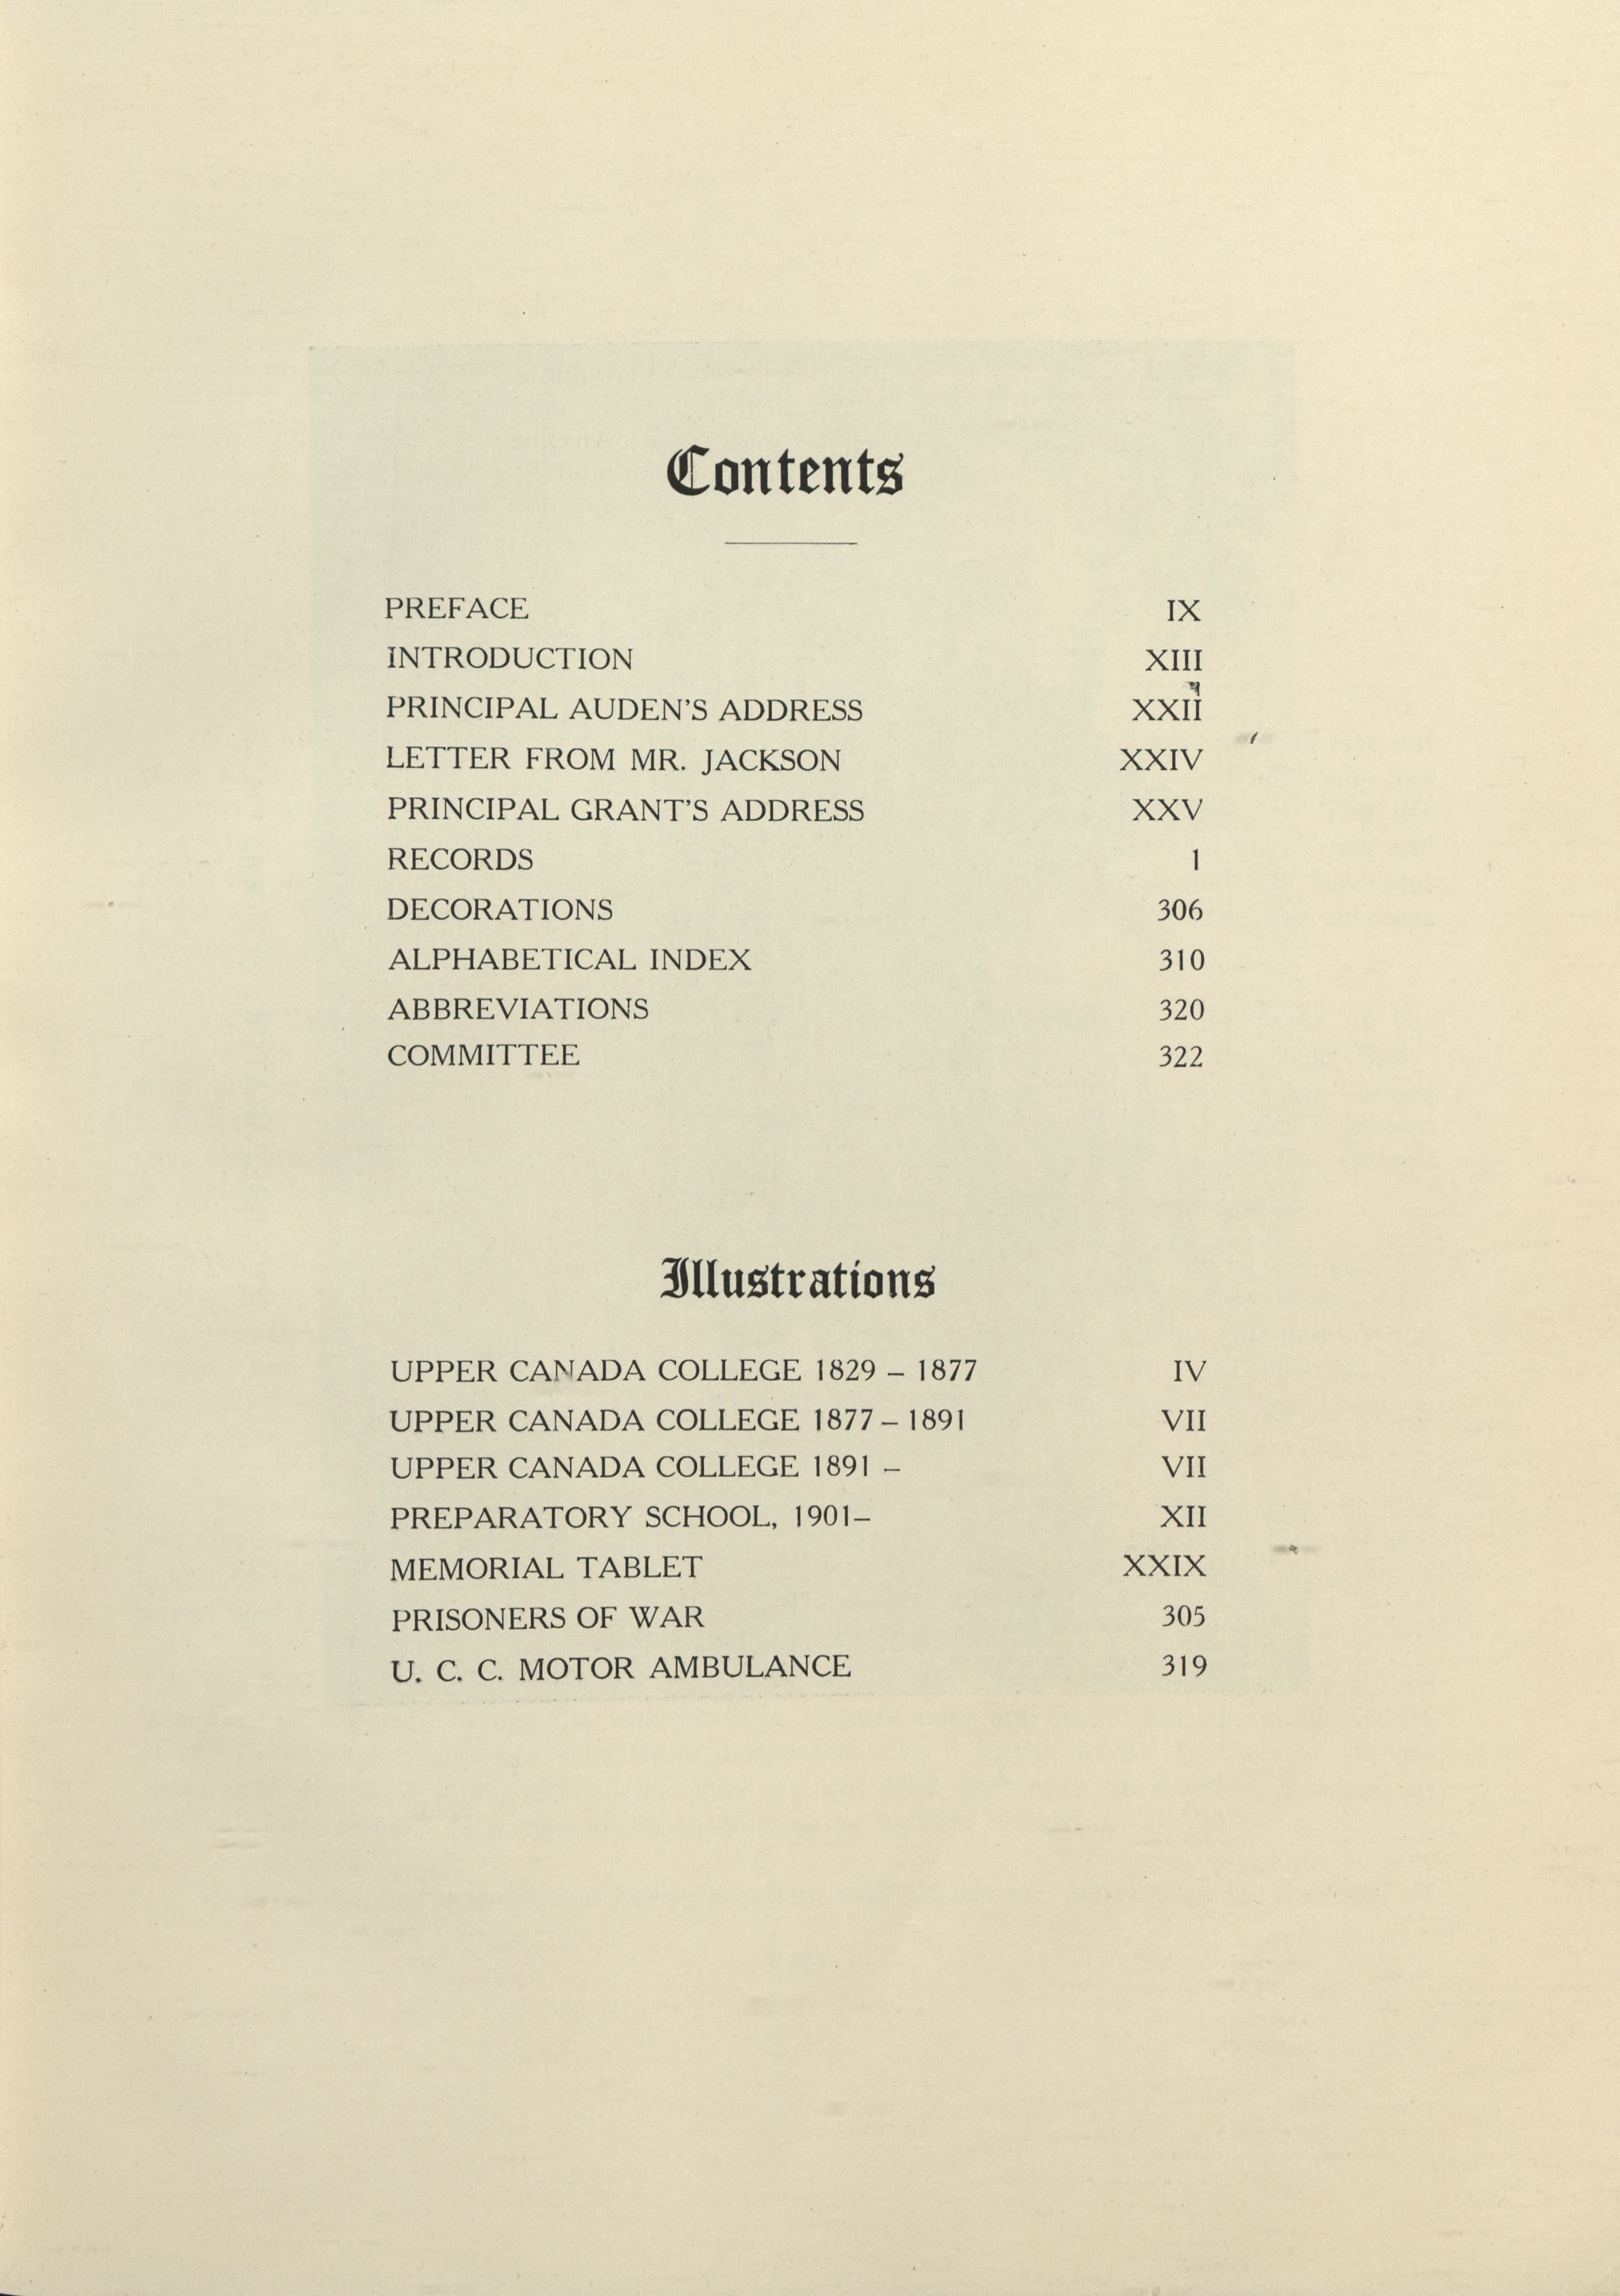 Contents
PREFACE IX
INTRODUCTION XIII
PRINCIPAL AUDEN'S ADDRESS XXII
LETTER FROM MR. JACKSON XXIV
PRINCIPAL GRANT'S ADDRESS XXV
RECORDS 1
DECORATIONS 306
ALPHABETICAL INDEX 310
ABBREVIATIONS 320
COMMITTEE 322
Illustrations
UPPER CANADA COLLEGE 1829 – 1877 IV
UPPER CANADA COLLEGE 1877 – 1891 VII
UPPER CANADA COLLEGE 1891 – VII
PREPARATORY SCHOOL, 1901– XII
MEMORIAL TABLET XXIX
PRISONERS OF WAR 305
U. C. C. MOTOR AMBULANCE 319